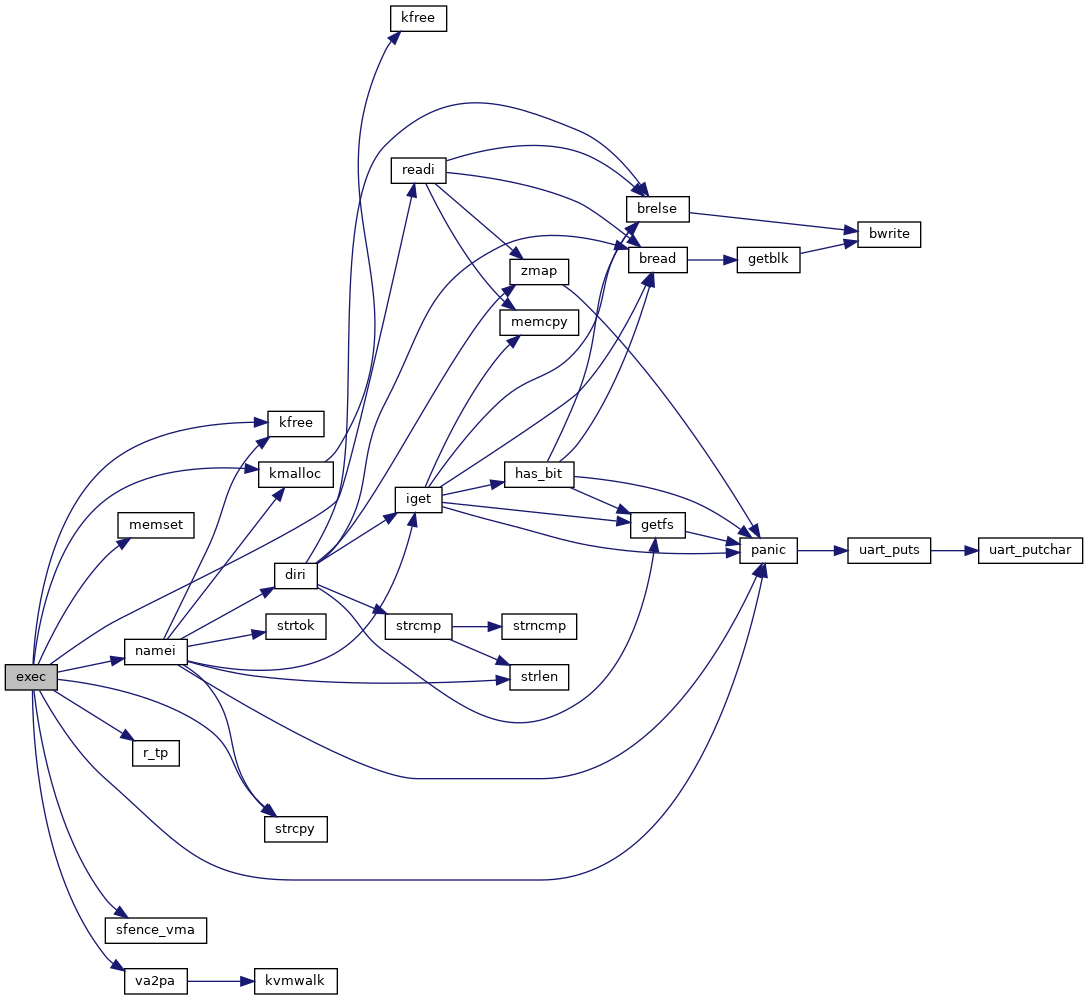 kfree
readi
brelse
bwrite
bread
getblk
zmap
memcpy
kfree
kmalloc
has_bit
iget
memset
getfs
panic
uart_puts
uart_putchar
diri
strtok
strcmp
strncmp
namei
exec
strlen
r_tp
strcpy
sfence_vma
va2pa
kvmwalk